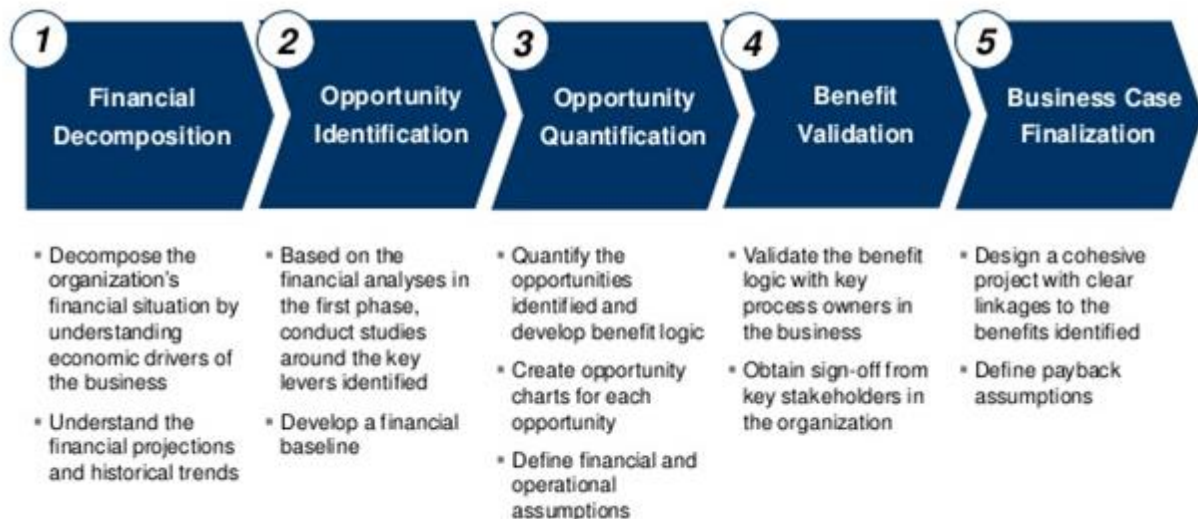 1
Financial
Decomposition
2
Opportunity
Identification
3
Opportunity
Quantification
4
Benefit
Validation
5
Business Case
Finalization
▪ Decompose the
organization's
financial situation by
understanding
economic drivers of
the business
▪ Understand the
financial projections
and historical trends
▪ Based on the
financial analyses in
the first phase,
conduct studies
around the key
levers identified
▪ Develop a financial
baseline
▪ Quantify the
opportunities
identified and
develop benefit logic
▪ Create opportunity
charts for each
opportunity
▪ Define financial and
operational
assumptions
▪ Validate the benefit
logic with key
process owners in
the business
▪ Obtain sign-off from
key stakeholders in
the organization
▪ Design a cohesive
project with clear
linkages to the
benefits identified
▪ Define payback
assumptions